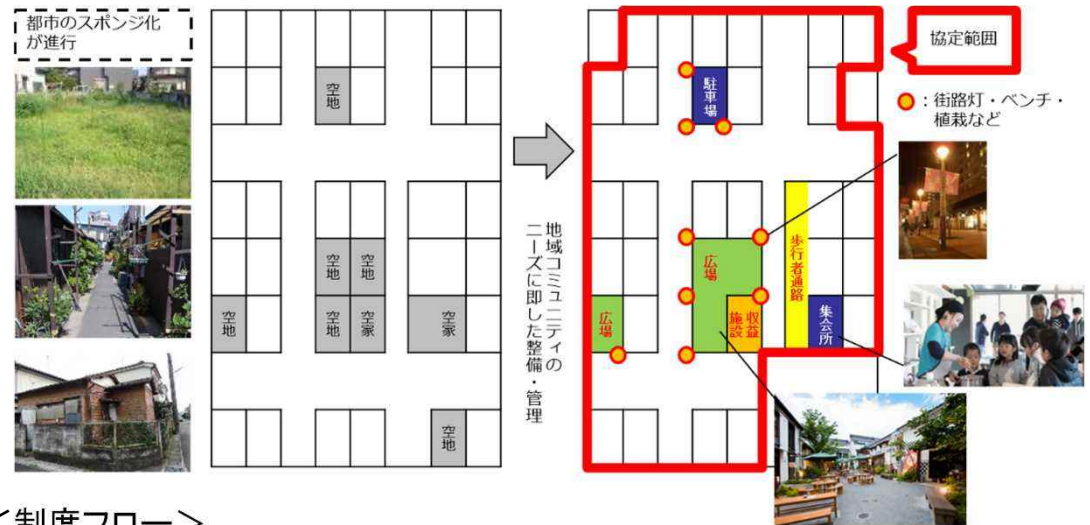 都市のスポンジ化
が進行
空地
空地
空地
空地
空地
空家
空家
空地
地域コミュニティの
ニーズに即した整備・管理
協定範囲
：街路灯・ベンチ・
植栽など
駐車場
広場
歩行者通路
広場
収益
施設
集会所
＜制度フロー＞